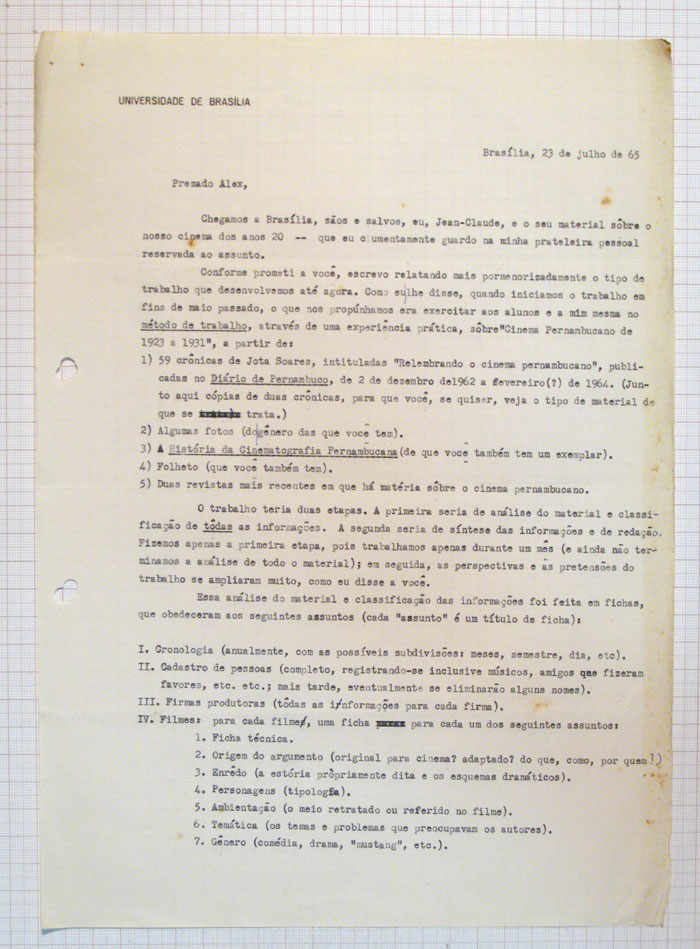 UNIVERSIDADE DE BRASÍLIA
Brasília, 23 de julho de 65
Premado Alex,
Chegamos a Brasília, sãos e salvos, eu, Jean-Claude, e o seu material sôbre o
nosso cinema dos anos 20 -- que eu ciumentamente guardo na minha prateleira pessoal
reservada ao assunto.
Conforme prometi a você, escrevo relatando mais pormenorizadamente o tipo de
trabalho que desenvolvemos até agora. Como eu lhe disse, quando iniciamos o trabalho em
fins de maio passado, o que nos propúnhamos era exercitar aos alunos e a mim mesma no
método de trabalho, através de uma experiência prática, sôbre "Cinema Pernambucano de
1923 a 1931", a partir de:
1) 59 crônicas de Jota Soares, intituladas "Relembrando o cinema pernambucano", publi-
cadas no Diário de Pernambuco, de 2 de dezembro de1962 a fevereiro(?) de 1964. (Jun-
to aqui cópias de duas crônicas, para que você, se quiser, veja o tipo de material de
que se trata.)
2) Algumas fotos (do gênero das que você tem).
3) A História da Cinematografia Pernambucana (de que você também tem um exemplar).
4) Folheto (que você também tem).
5) Duas revistas mais recentes em que há matéria sôbre o cinema pernambucano.
O trabalho teria duas etapas. A primeira seria de análise do material e classi-
ficação de tôdas as informações. A segunda seria de síntese das informações e de redação.
Fizemos apenas a primeira etapa, pois trabalhamos apenas durante um mês (e ainda não ter-
minamos a análise de todo o material); em seguida, as perspectivas e as pretensões do
trabalho se ampliaram muito, como eu disse a você.
Essa análise do material e classificação das informações foi feita em fichas,
que obedeceram aos seguintes assuntos (cada "assunto" é um título de ficha):
I. Cronologia (anualmente, com as possíveis subdivisões: meses, semestre, dia, etc).
II. Cadastro de pessoas (completo, registrando-se inclusive músicos, amigos que fizeram
favores, etc. etc.; mais tarde, eventualmente se eliminarão alguns nomes).
III. Firmas produtoras (tôdas as informações para cada firma).
IV. Filmes: para cada filme, uma ficha para cada um dos seguintes assuntos:
1. Ficha técnica.
2. Origem do argumento (original para cinema? adaptado? do que, como, por quem?)
3. Enrêdo (a estória pròpriamente dita e os esquemas dramáticos).
4. Personagens (tipologia).
5. Ambientação (o meio retratado ou referido no filme).
6. Temática (os temas e problemas que preocupavam os autores).
7. Gênero (comédia, drama, "mustang", etc.).